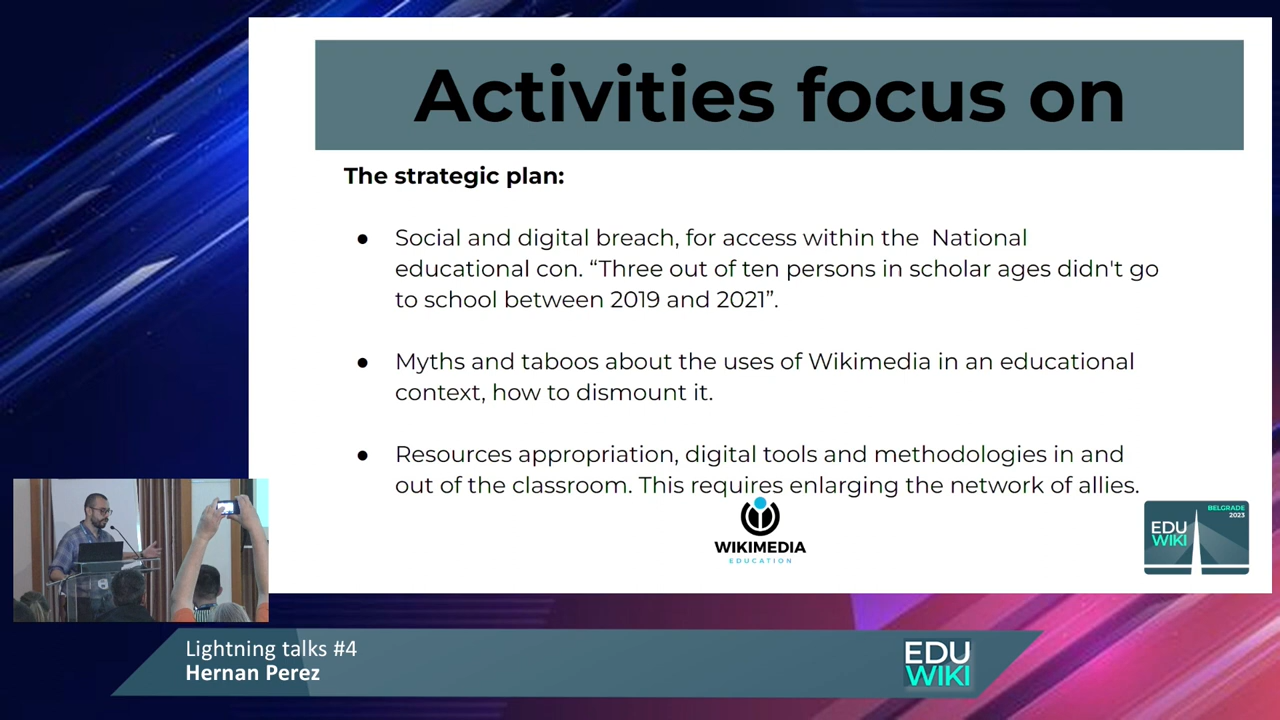 Activities focus on
The strategic plan:
● Social and digital breach, for access within the National
educational con. “Three out of ten persons in scholar ages didn't go
to school between 2019 and 2021”.
● Myths and taboos about the uses of Wikimedia in an educational
context, how to dismount it.
● Resources appropriation, digital tools and methodologies in and
out of the classroom. This requires enlarging the network of allies.
WIKIMEDIA
EDUCATION
BELGRADE
2023
EDU
WIKI
Lightning talks #4
Hernan Perez
EDU
WIKI